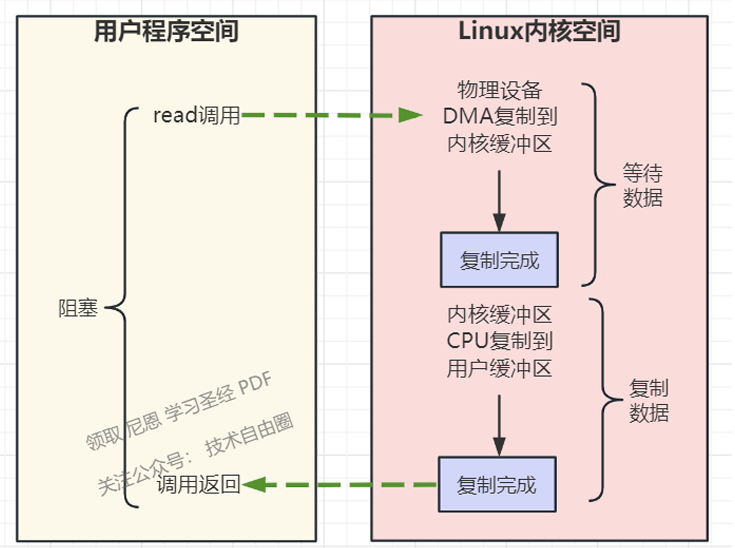 用户程序空间
Linux内核空间
read调用
物理设备
DMA复制到
内核缓冲区
等待
数据
复制完成
阻塞
内核缓冲区
CPU复制到
用户缓冲区
复制
数据
领取 尼恩 学习圣经 PDF
关注公众号： 技术自由圈
调用返回
复制完成